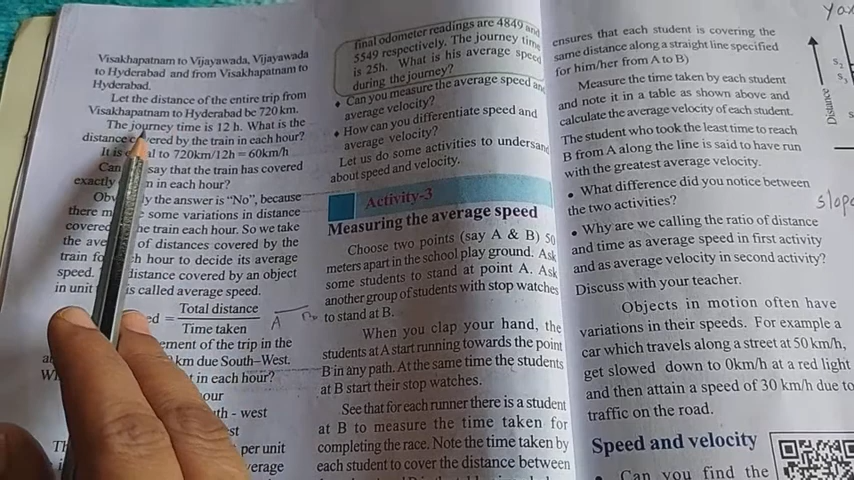 Visakhapatnam to Vijayawada, Vijayawada
to Hyderabad and from Visakhapatnam to
Hyderabad.
Let the distance of the entire trip from
Visakhapatnam to Hyderabad be 720 km.
The journey time is 12 h. What is the
distance covered by the train in each hour?
It is to 720km/12h = 60km/h
Can say that the train has covered
exactly in in each hour?
the answer is “No”, because
there some variations in distance
covered the train each hour. So we take
the of distances covered by the
train hour to decide its average
speed. distance covered by an object
in unit is called average speed.
ed = Total distance
Time taken
A
ement of the trip in the
km due South-West.
t in each hour?
our
th - west
st
per unit
verage
final odometer readings are 4849 and
5549 respectively. The journey time
is 25h. What is his average speed
during the journey?
• Can you measure the average speed and
average velocity?
• How can you differentiate speed and
average velocity?
Let us do some activities to undersand
about speed and velocity.
Activity-3
Measuring the average speed
Choose two points (say A & B) 50
meters apart in the school play ground. Ask
some students to stand at point A. Ask
another group of students with stop watches
to stand at B.
When you clap your hand, the
students at A start running towards the point
B in any path. At the same time the students
at B start their stop watches.
See that for each runner there is a student
at B to measure the time taken for
completing the race. Note the time taken by
each student to cover the distance between
ensures that each student is covering the
same distance along a straight line specified
for him/her from A to B)
Measure the time taken by each student
and note it in a table as shown above and
calculate the average velocity of each student.
The student who took the least time to reach
B from A along the line is said to have run
with the greatest average velocity.
• What difference did you notice between
the two activities?
• Why are we calling the ratio of distance
and time as average speed in first activity
and as average velocity in second activity?
Discuss with your teacher.
Objects in motion often have
variations in their speeds. For example a
car which travels along a street at 50 km/h,
get slowed down to 0km/h at a red light
and then attain a speed of 30 km/h due to
traffic on the road.
Speed and velocity
• Can you find the
Distance
S2
S1
slope